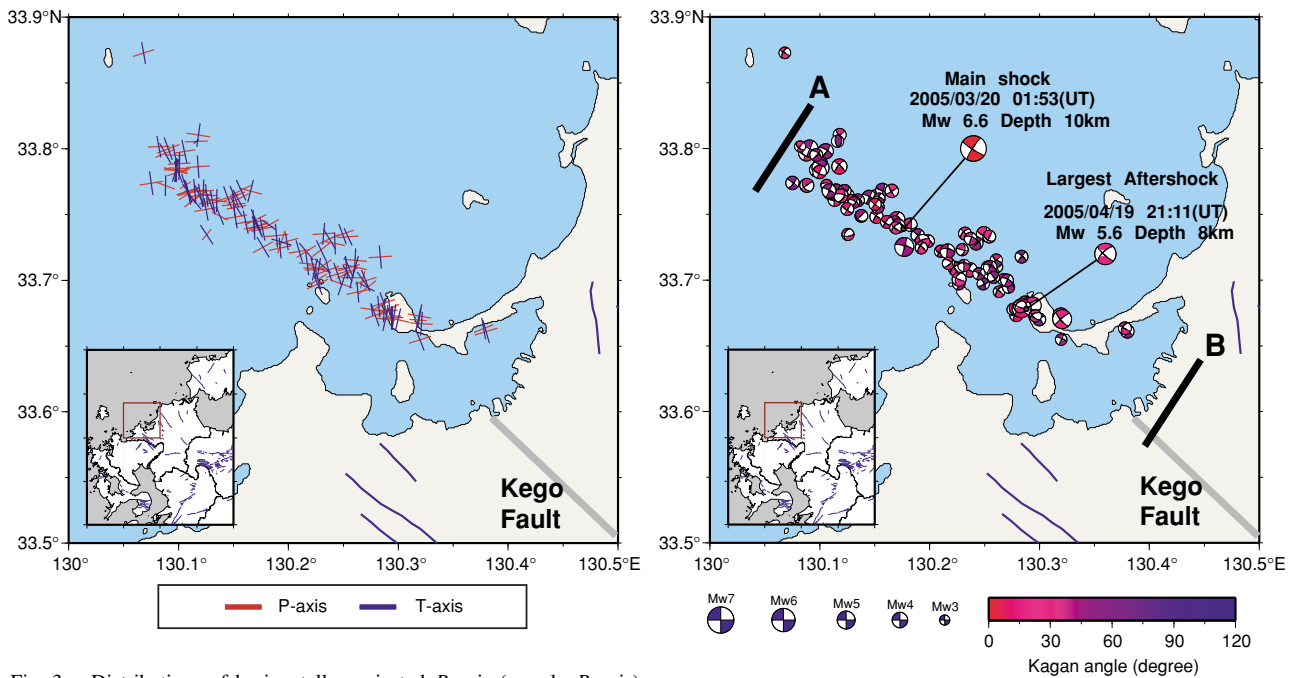 33.9°N
33.8°
33.7°
33.6°
33.5°
130°
130.1°
130.2°
130.3°
130.4°
130.5°E
Kego
Fault
P-axis
T-axis
33.9°N
33.8°
33.7°
33.6°
33.5°
130°
130.1°
130.2°
130.3°
130.4°
130.5°E
A
Main shock
2005/03/20 01:53(UT)
Mw 6.6 Depth 10km
Largest Aftershock
2005/04/19 21:11(UT)
Mw 5.6 Depth 8km
B
Kego
Fault
Mw7
Mw6
Mw5
Mw4
Mw3
0
30
60
90
120
Kagan angle (degree)